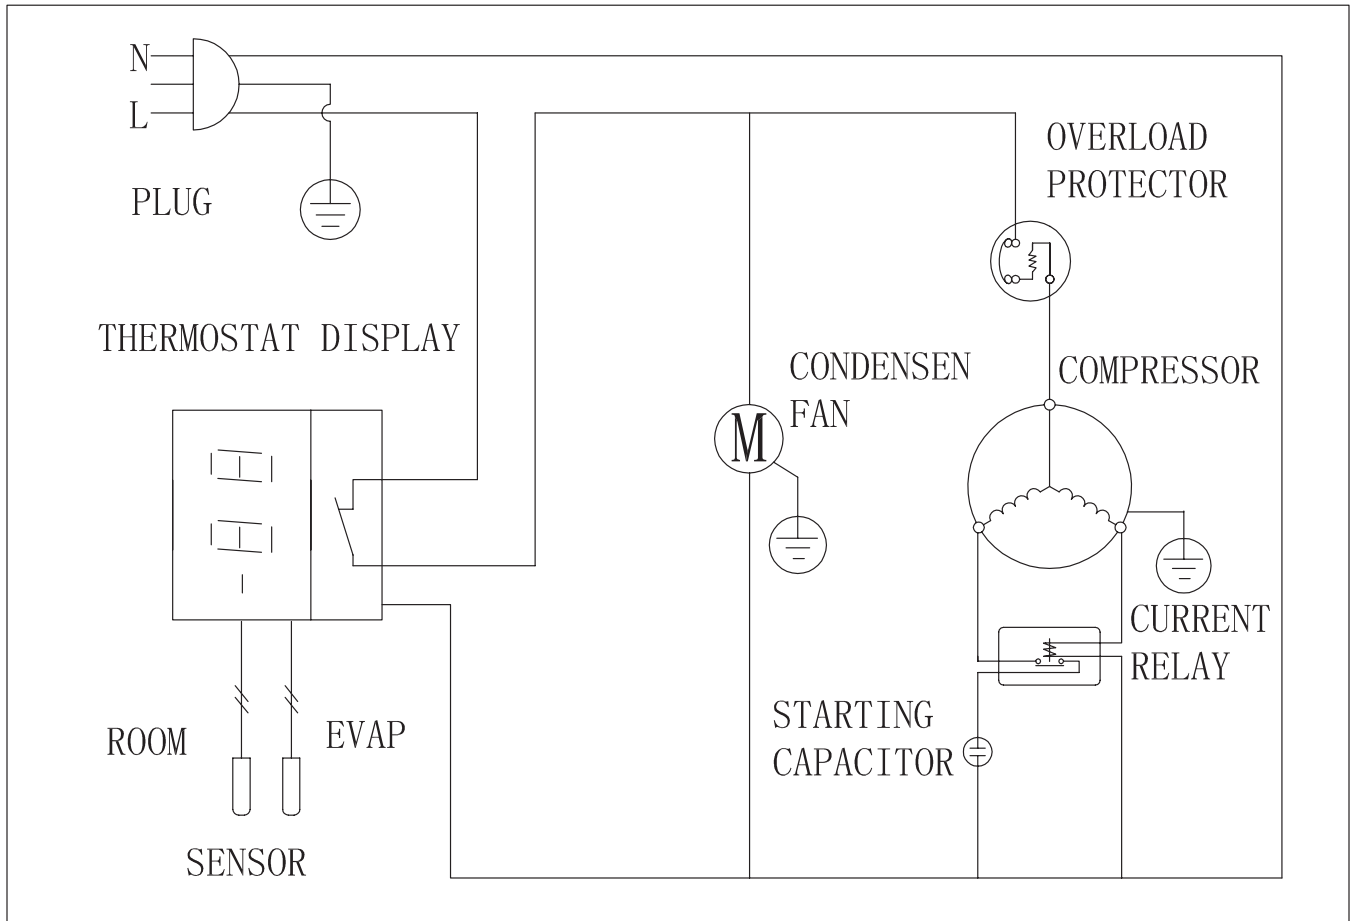 N
L
PLUG
OVERLOAD
PROTECTOR
THERMOSTAT DISPLAY
CONDENSEN
FAN
COMPRESSOR
M
CURRENT
RELAY
STARTING
CAPACITOR
ROOM
EVAP
SENSOR